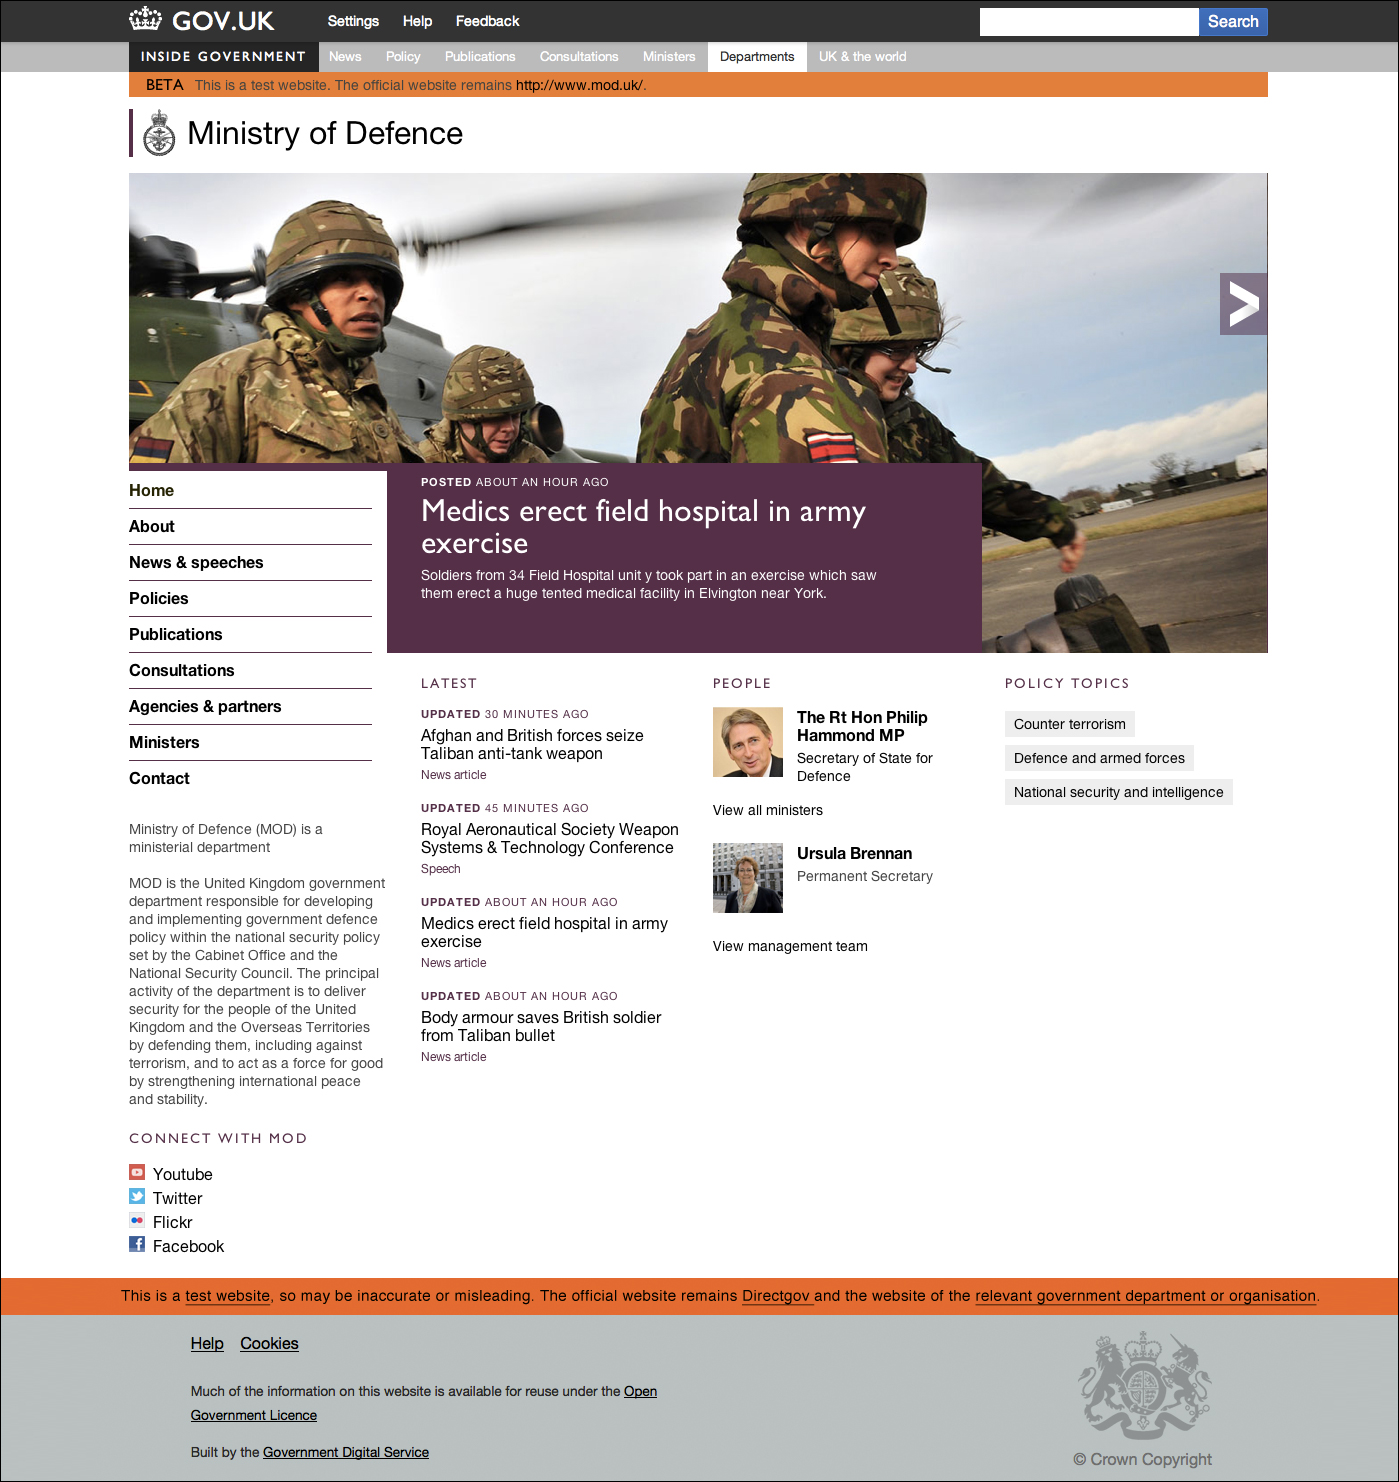 GOV.UK Settings Help Feedback Search
INSIDE GOVERNMENT News Policy Publications Consultations Ministers Departments UK & the world
BETA This is a test website. The official website remains http://www.mod.uk/.
Ministry of Defence
>
POSTED ABOUT AN HOUR AGO
Medics erect field hospital in army
exercise
Soldiers from 34 Field Hospital unit y took part in an exercise which saw
them erect a huge tented medical facility in Elvington near York.
Home
About
News & speeches
Policies
Publications
Consultations
Agencies & partners
Ministers
Contact
Ministry of Defence (MOD) is a
ministerial department
MOD is the United Kingdom government
department responsible for developing
and implementing government defence
policy within the national security policy
set by the Cabinet Office and the
National Security Council. The principal
activity of the department is to deliver
security for the people of the United
Kingdom and the Overseas Territories
by defending them, including against
terrorism, and to act as a force for good
by strengthening international peace
and stability.
CONNECT WITH MOD
Youtube
Twitter
Flickr
Facebook
LATEST
UPDATED 30 MINUTES AGO
Afghan and British forces seize
Taliban anti-tank weapon
News article
UPDATED 45 MINUTES AGO
Royal Aeronautical Society Weapon
Systems & Technology Conference
Speech
UPDATED ABOUT AN HOUR AGO
Medics erect field hospital in army
exercise
News article
UPDATED ABOUT AN HOUR AGO
Body armour saves British soldier
from Taliban bullet
News article
PEOPLE
The Rt Hon Philip
Hammond MP
Secretary of State for
Defence
View all ministers
Ursula Brennan
Permanent Secretary
View management team
POLICY TOPICS
Counter terrorism
Defence and armed forces
National security and intelligence
This is a test website, so may be inaccurate or misleading. The official website remains Directgov and the website of the relevant government department or organisation.
Help Cookies
Much of the information on this website is available for reuse under the Open
Government Licence
Built by the Government Digital Service
© Crown Copyright